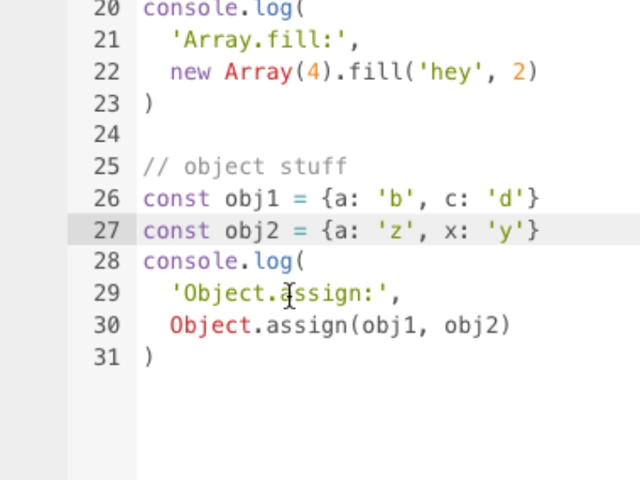 20 console.log(
21 'Array.fill:',
22 new Array(4).fill('hey', 2)
23 )
24
25 // object stuff
26 const obj1 = {a: 'b', c: 'd'}
27 const obj2 = {a: 'z', x: 'y'}
28 console.log(
29 'Object.assign:',
30 Object.assign(obj1, obj2)
31 )